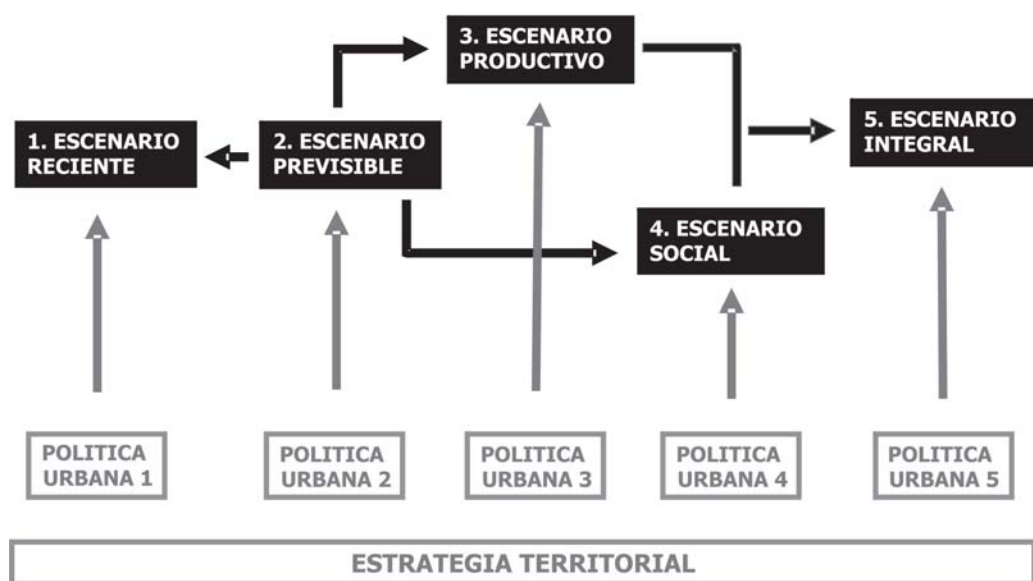 3. ESCENARIO
PRODUCTIVO
1. ESCENARIO
RECIENTE
2. ESCENARIO
PREVISIBLE
5. ESCENARIO
INTEGRAL
4. ESCENARIO
SOCIAL
POLITICA
URBANA 1
POLITICA
URBANA 2
POLITICA
URBANA 3
POLITICA
URBANA 4
POLITICA
URBANA 5
ESTRATEGIA TERRITORIAL